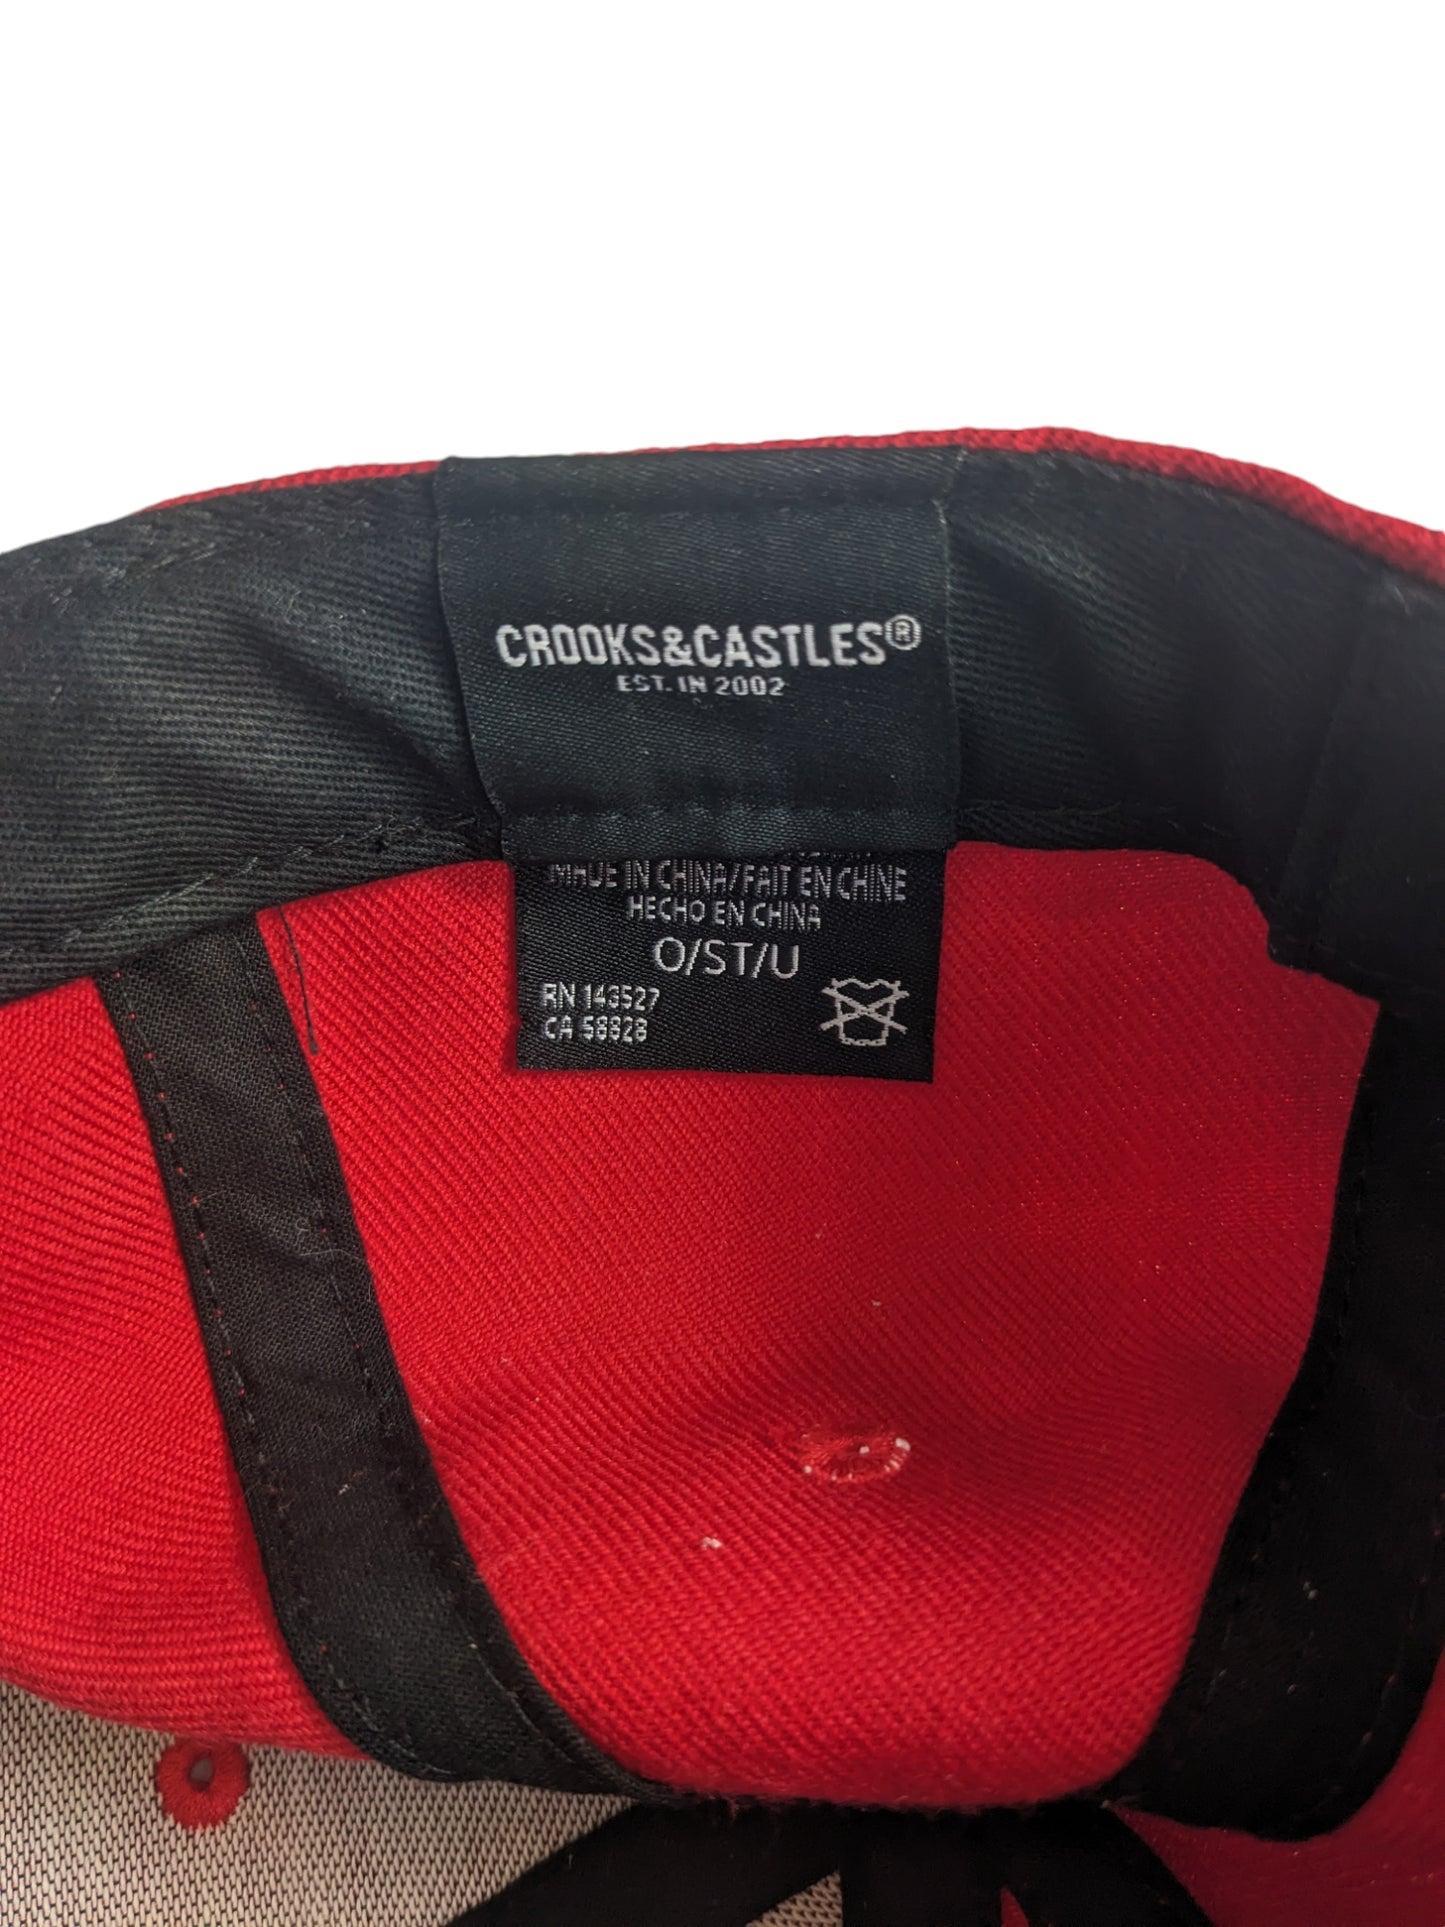 CROOKS&CASTLES®
EST. IN 2002
MADE IN CHINA/FAIT EN CHINE
HECHO EN CHINA
O/ST/U
RN 143527
CA 58828